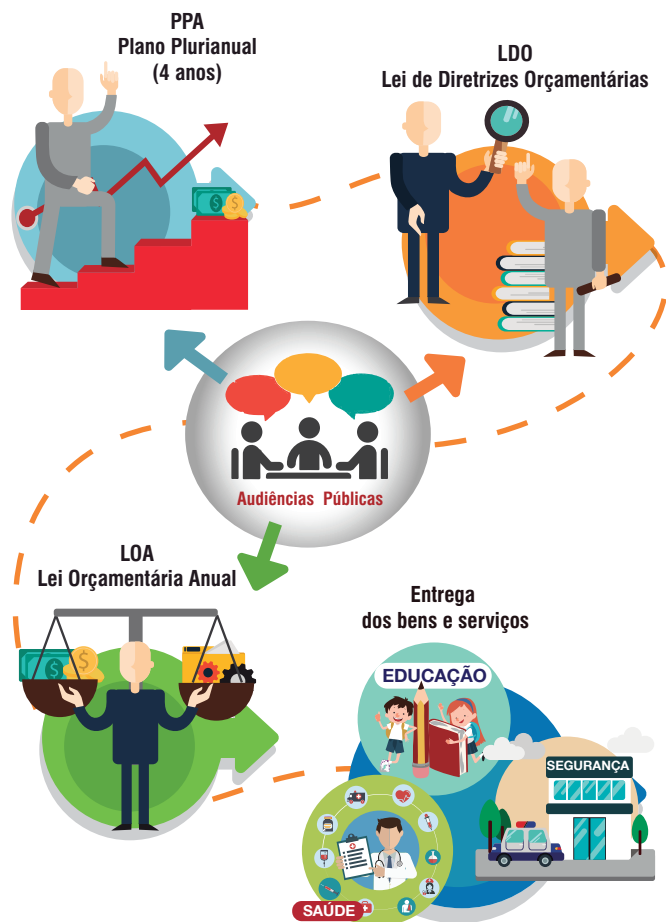 PPA
Plano Plurianual
(4 anos)
LDO
Lei de Diretrizes Orçamentárias
Audiências Públicas
LOA
Lei Orçamentária Anual
Entrega
dos bens e serviços
EDUCAÇÃO
SEGURANÇA
SAÚDE